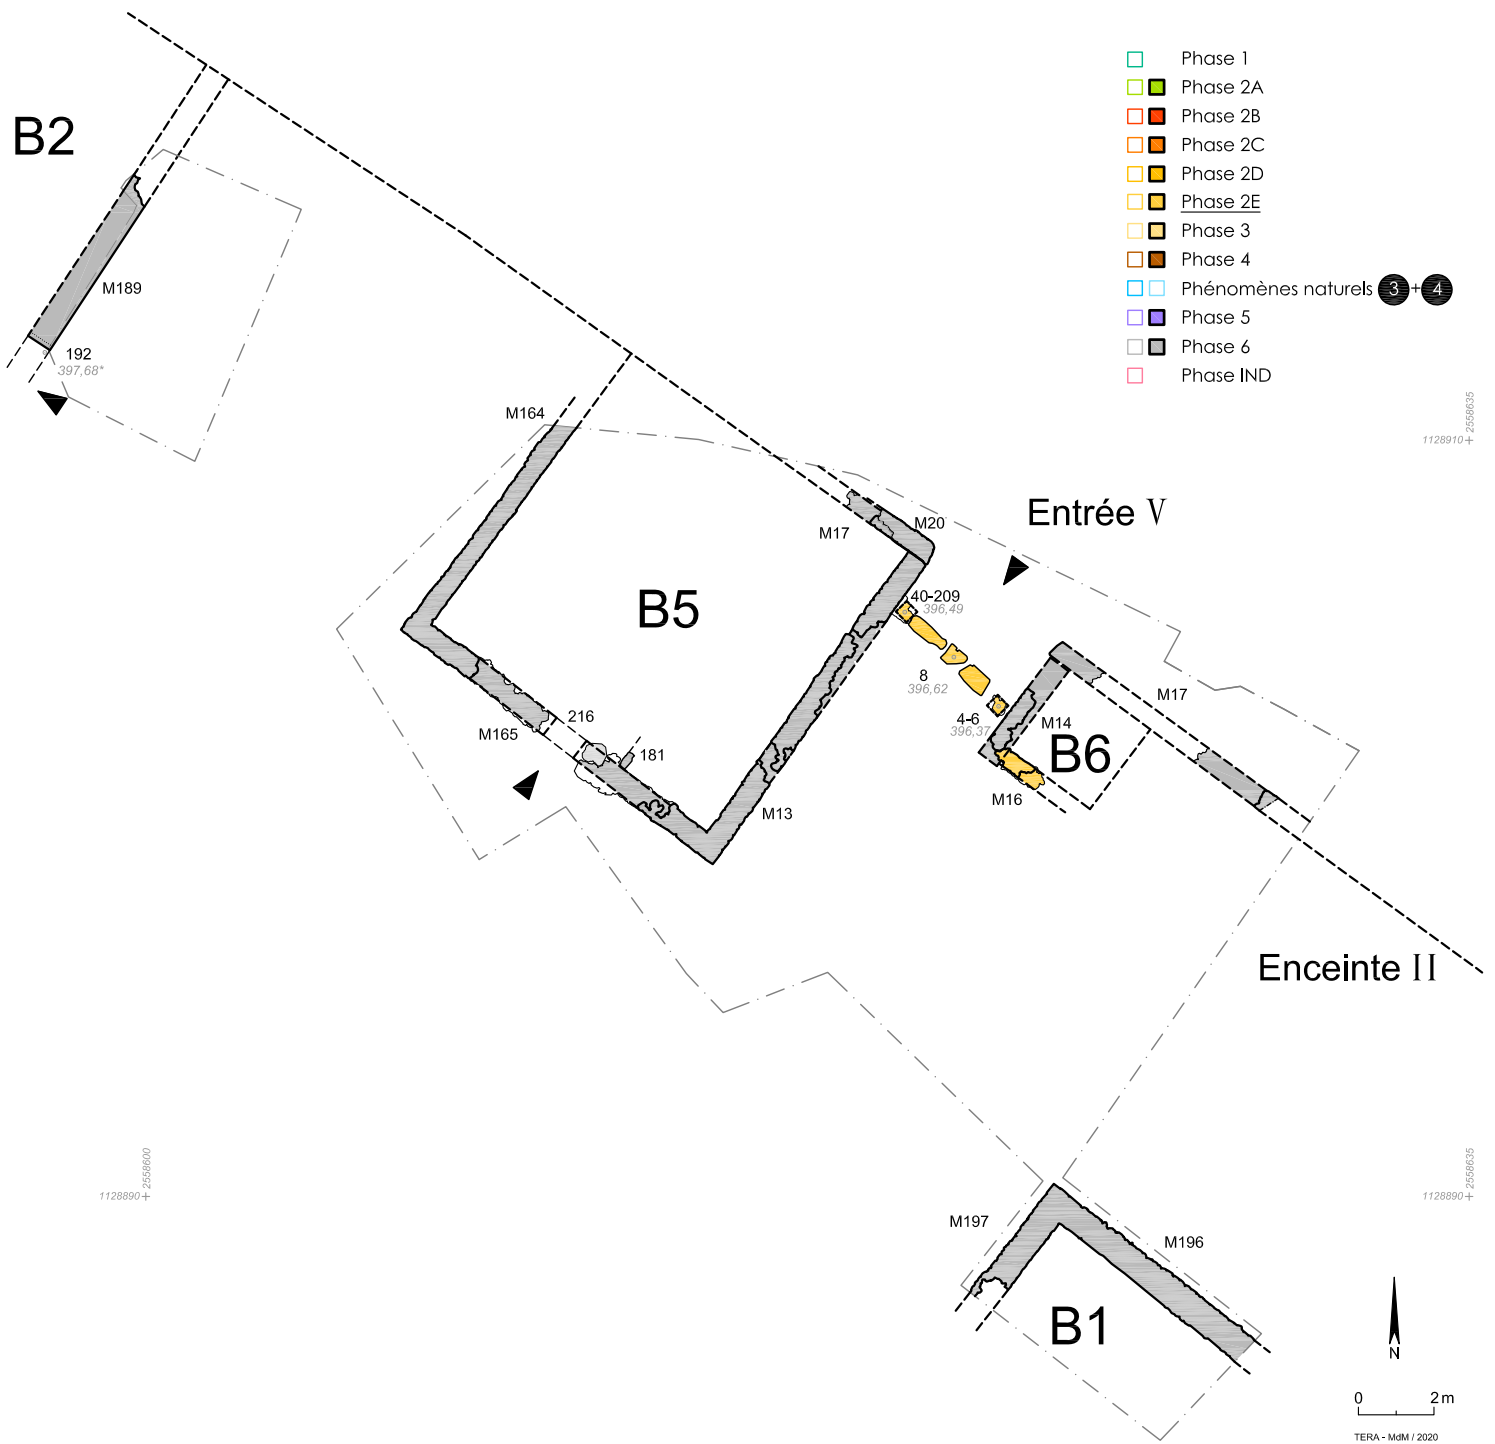 Phase 1
Phase 2A
B2
Phase 2B
Phase 2C
Phase 2D
Phase 2E
Phase 3
Phase 4
M189
Phénomènes naturels 3 + 4
Phase 5
192
Phase 6
397,68*
Phase IND
M164
1128910 + 2558635
Entrée V
M20
M17
40-209
396,49
B5
8
396,62
M17
4-6
396,37
M14
216
M165
181
B6
M16
M13
Enceinte II
1128890 + 2558600
1128890 + 2558635
M197
M196
B1
N
0 2 m
TERA - MdM / 2020